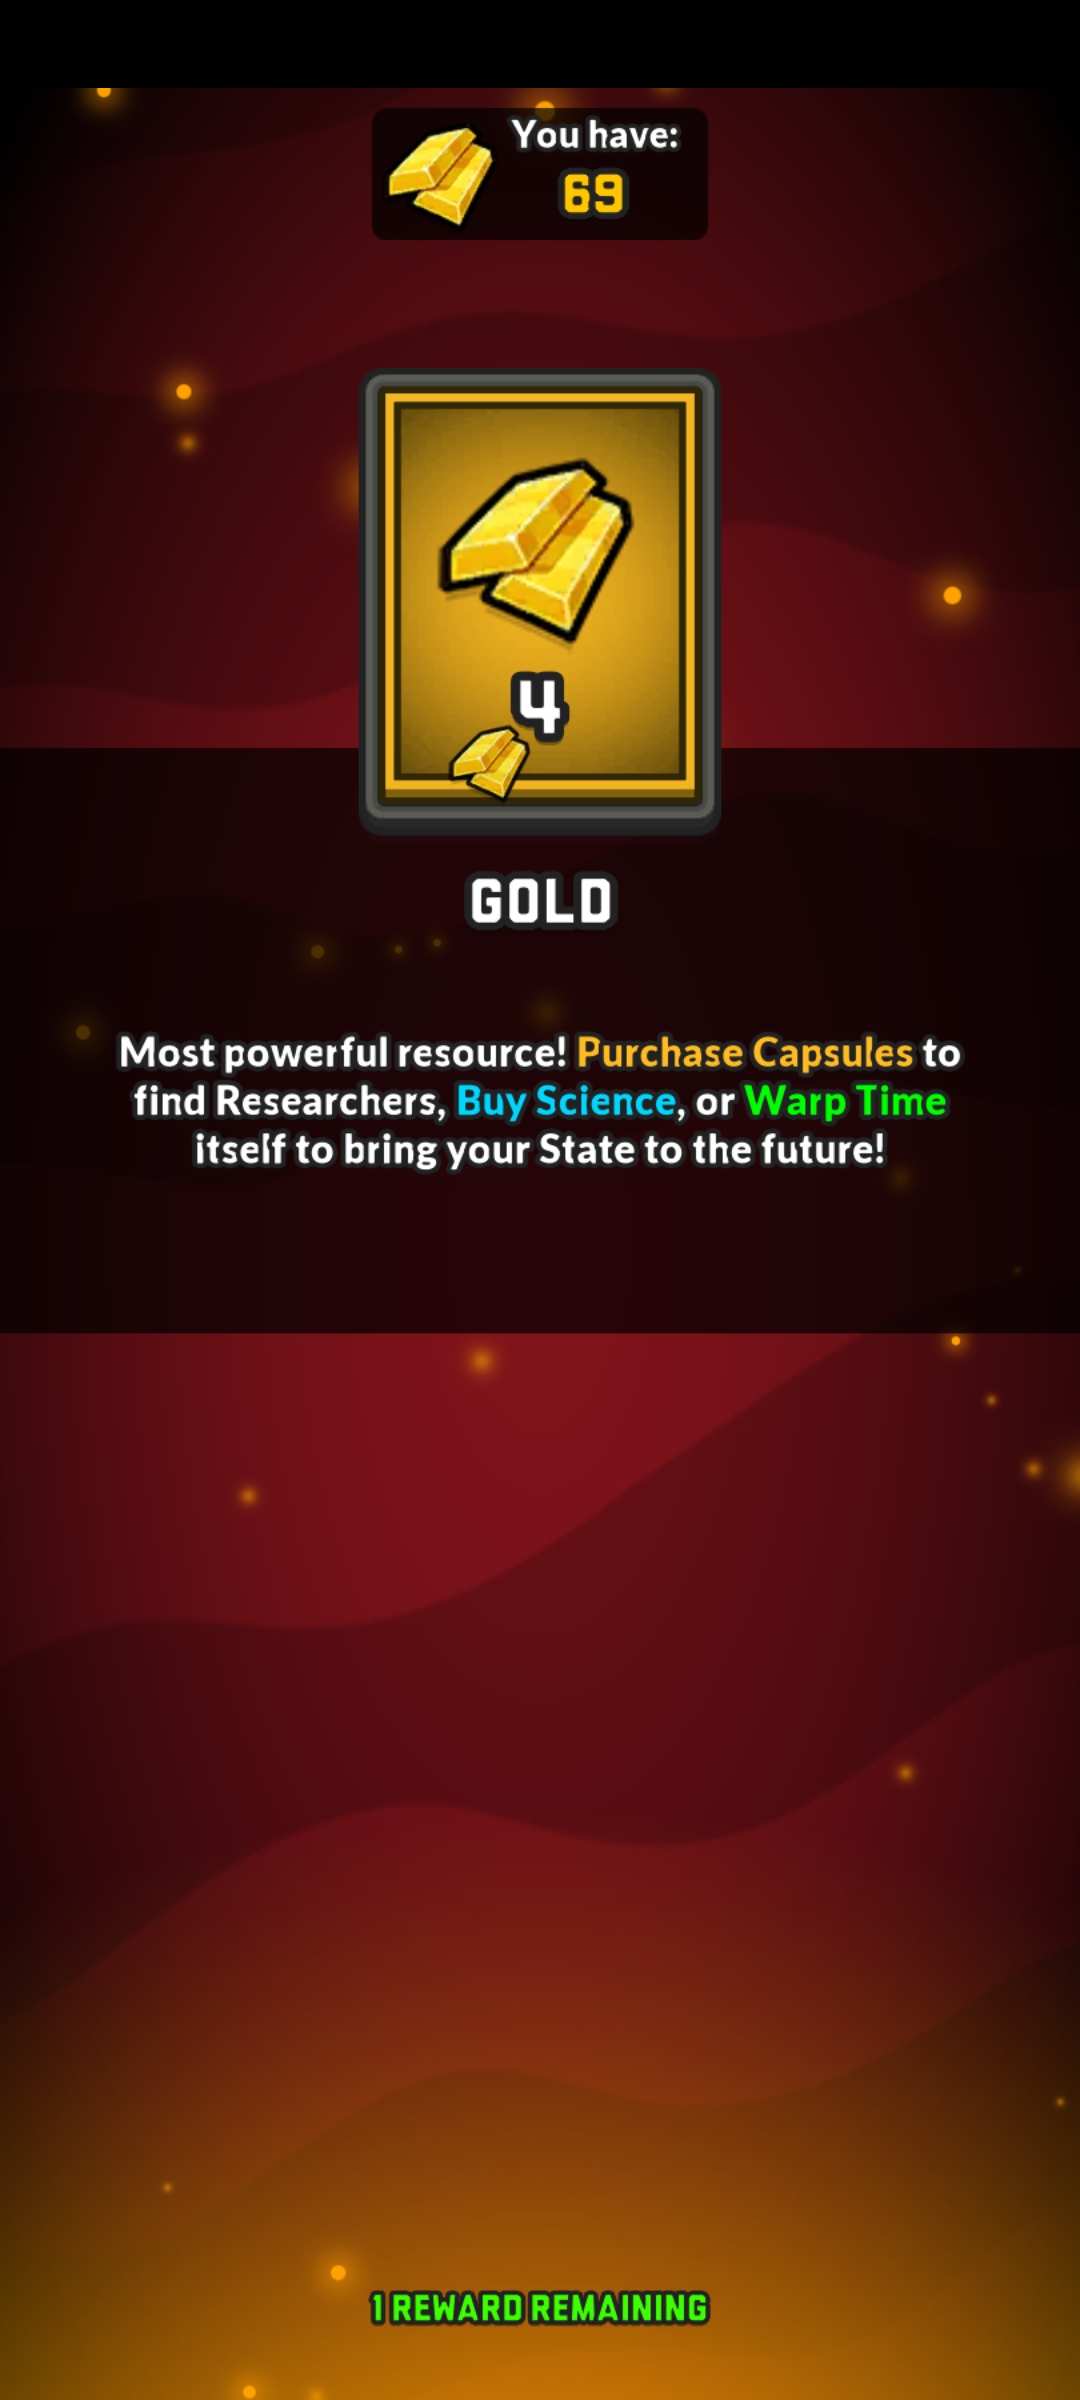 You have:
69
4
GOLD
Most powerful resource! Purchase Capsules to
find Researchers, Buy Science, or Warp Time
itself to bring your State to the future!
1 REWARD REMAINING